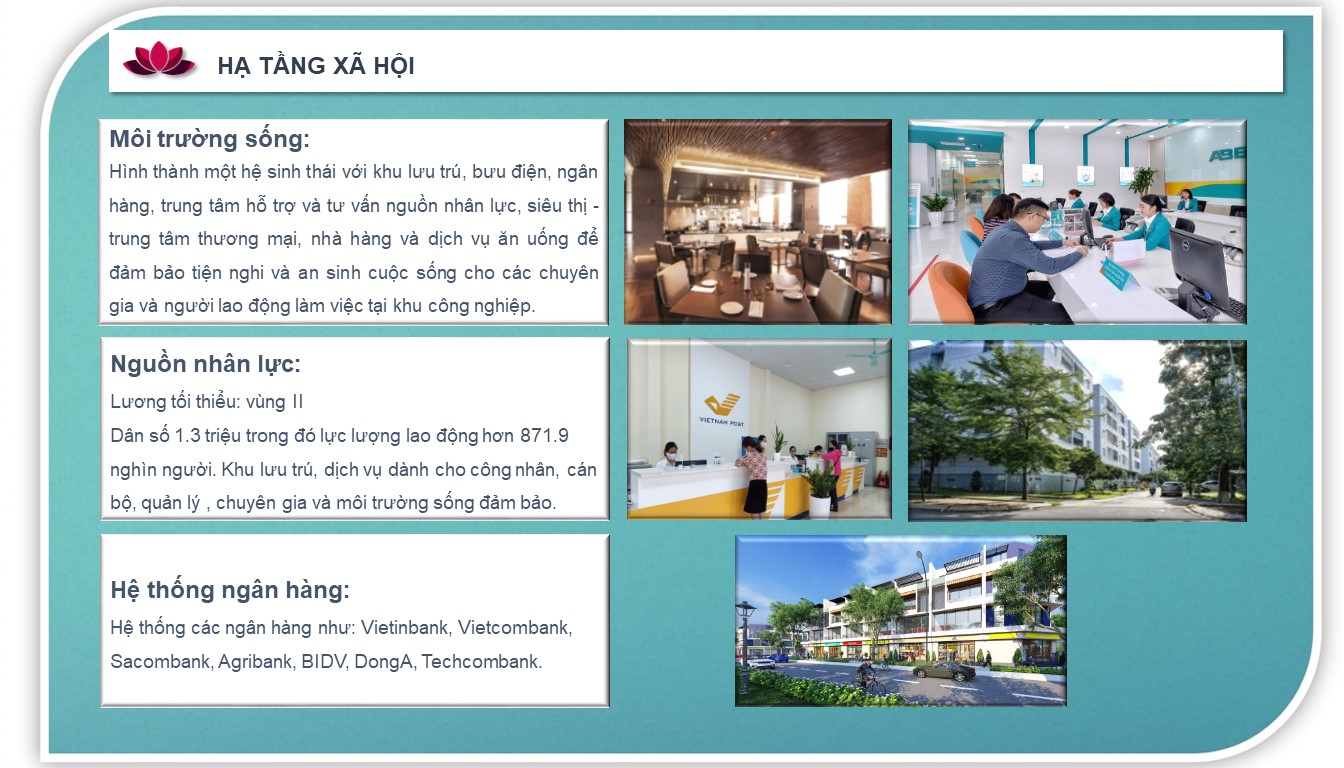 HẠ TẦNG XÃ HỘI
Môi trường sống:
Hình thành một hệ sinh thái với khu lưu trú, bưu điện, ngân
hàng, trung tâm hỗ trợ và tư vấn nguồn nhân lực, siêu thị -
trung tâm thương mại, nhà hàng và dịch vụ ăn uống để
đảm bảo tiện nghi và an sinh cuộc sống cho các chuyên
gia và người lao động làm việc tại khu công nghiệp.
Nguồn nhân lực:
Lương tối thiểu: vùng II
Dân số 1.3 triệu trong đó lực lượng lao động hơn 871.9
nghìn người. Khu lưu trú, dịch vụ dành cho công nhân, cán
bộ, quản lý , chuyên gia và môi trường sống đảm bảo.
Hệ thống ngân hàng:
Hệ thống các ngân hàng như: Vietinbank, Vietcombank,
Sacombank, Agribank, BIDV, DongA, Techcombank.
VIETNAM POST
DELL